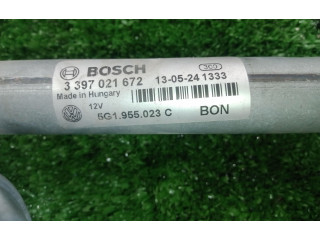 BOSCH
3 397 021 672 13-05-24 1333
Made in Hungary
12V
5G1.955.023 C BON